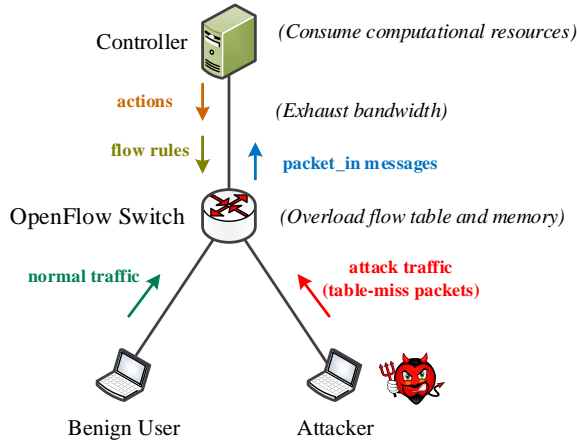 Controller
(Consume computational resources)
actions
(Exhaust bandwidth)
flow rules
packet_in messages
OpenFlow Switch
(Overload flow table and memory)
normal traffic
attack traffic
(table-miss packets)
Benign User
Attacker